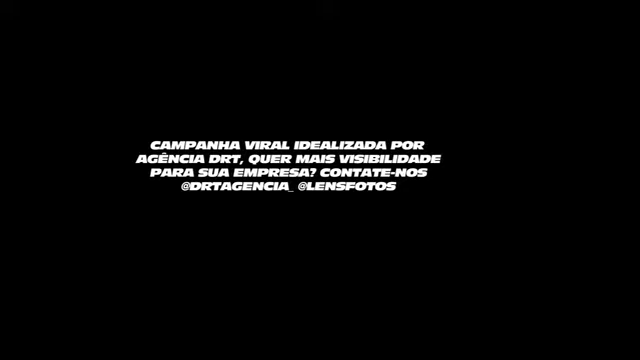 CAMPANHA VIRAL IDEALIZADA POR
AGÊNCIA DRT, QUER MAIS VISIBILIDADE
PARA SUA EMPRESA? CONTATE-NOS
@DRTAGENCIA_ @LENSFOTOS